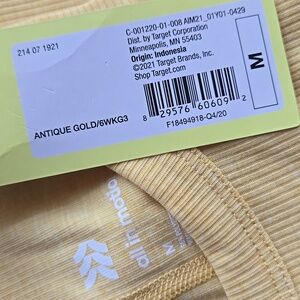 214 07 1921
C-001220-01-008 AIM21_01Y01-0429
Dist. by Target Corporation
Minneapolis, MN 55403
Origin: Indonesia
©2021 Target Brands, Inc.
Shop Target.com
M
ANTIQUE GOLD/6WKG3
8 29576 60609 2
F18494918-Q4/20
all in motion
M